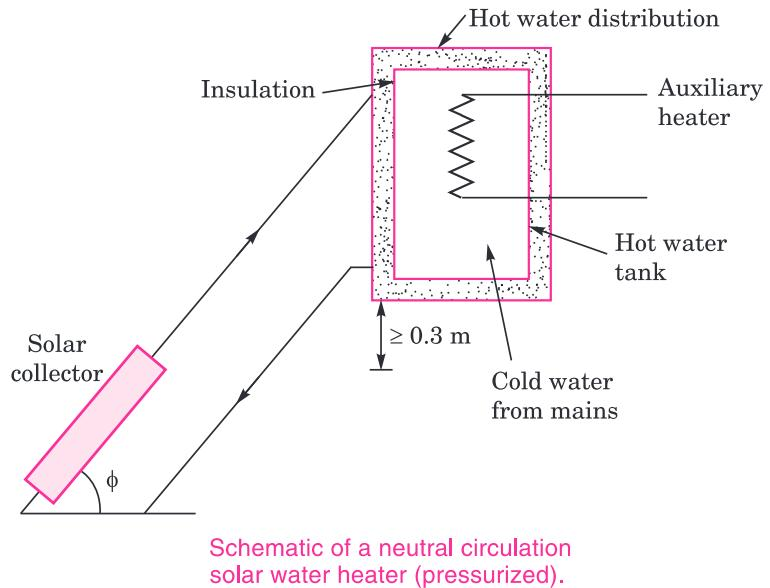 Hot water distribution
Insulation
Auxiliary
heater
Hot water
tank
≥ 0.3 m
Solar
collector
Cold water
from mains
ϕ
Schematic of a neutral circulation
solar water heater (pressurized).